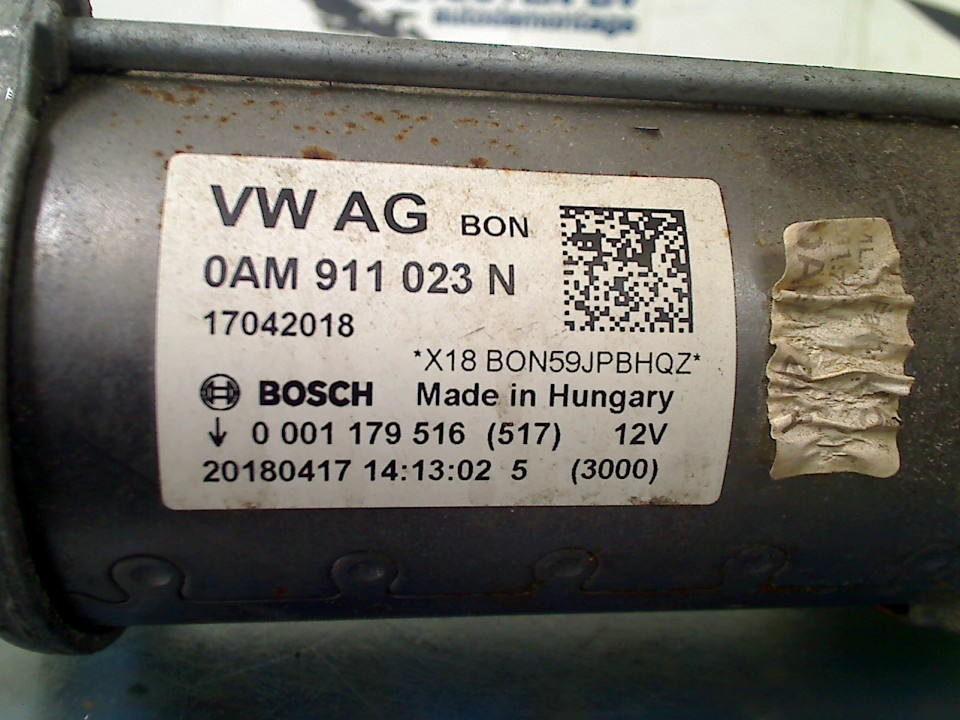 autodemontage
VW AG BON
0AM 911 023 N
17042018
*X18 BON59JPBHQZ*
BOSCH Made in Hungary
↓ 0 001 179 516 (517) 12V
20180417 14:13:02 5 (3000)